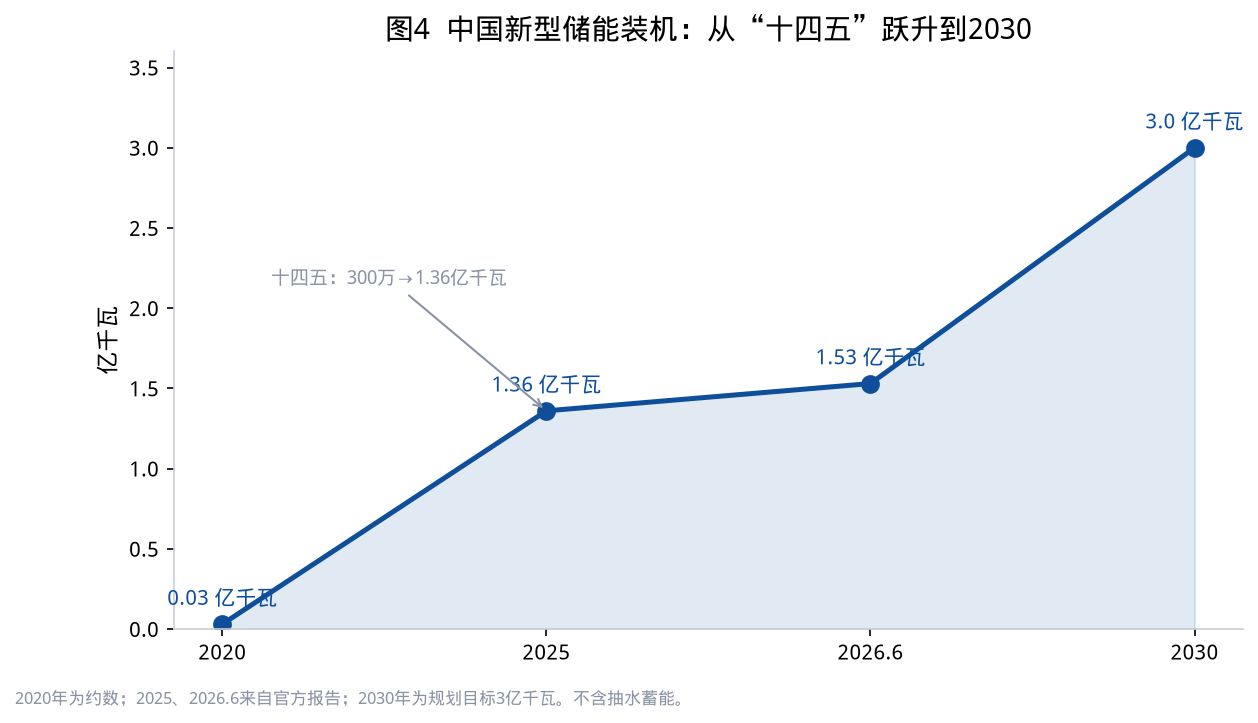 图4 中国新型储能装机：从“十四五”跃升到2030
3.5
3.0
2.5
2.0
1.5
1.0
0.5
0.0
亿千瓦
3.0 亿千瓦
十四五：300万→1.36亿千瓦
1.53 亿千瓦
1.36 亿千瓦
0.03 亿千瓦
2020
2025
2026.6
2030
2020年为约数；2025、2026.6来自官方报告；2030年为规划目标3亿千瓦。不含抽水蓄能。